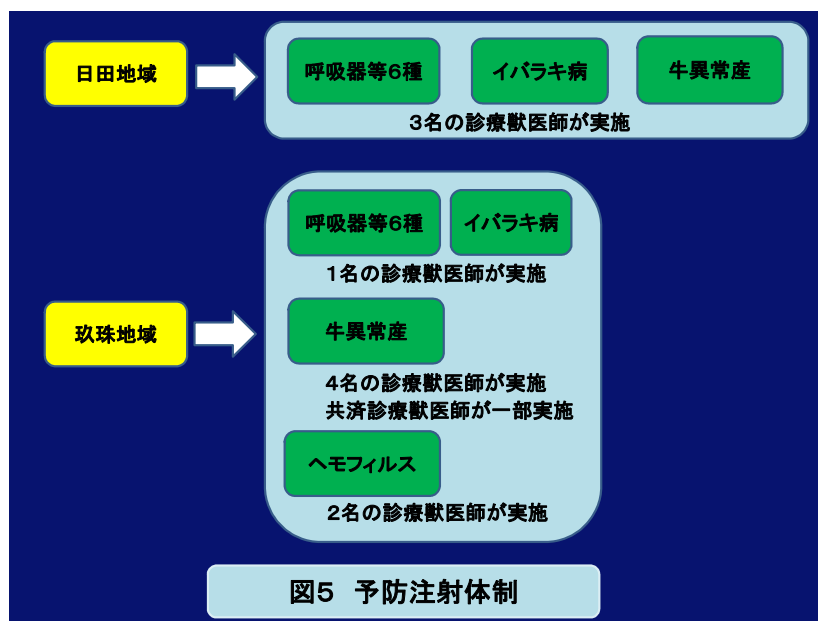 日田地域
呼吸器等6種
イバラキ病
牛異常産
3名の診療獣医師が実施
玖珠地域
呼吸器等6種
イバラキ病
1名の診療獣医師が実施
牛異常産
4名の診療獣医師が実施
共済診療獣医師が一部実施
ヘモフィルス
2名の診療獣医師が実施
図5 予防注射体制